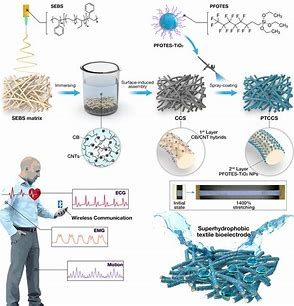 SEBS
PFOTES
PFOTES-TiO₂
Immersing
Surface-induced
assembly
Spray-coating
SEBS matrix
CCS
PTCCS
CB
CNTs
1st Layer
CB/CNT hybrids
2nd Layer
PFOTES-TiO₂ NPs
Initial
state
1400%
stretching
ECG
Wireless Communication
EMG
Motion
Superhydrophobic
textile bioelectrode